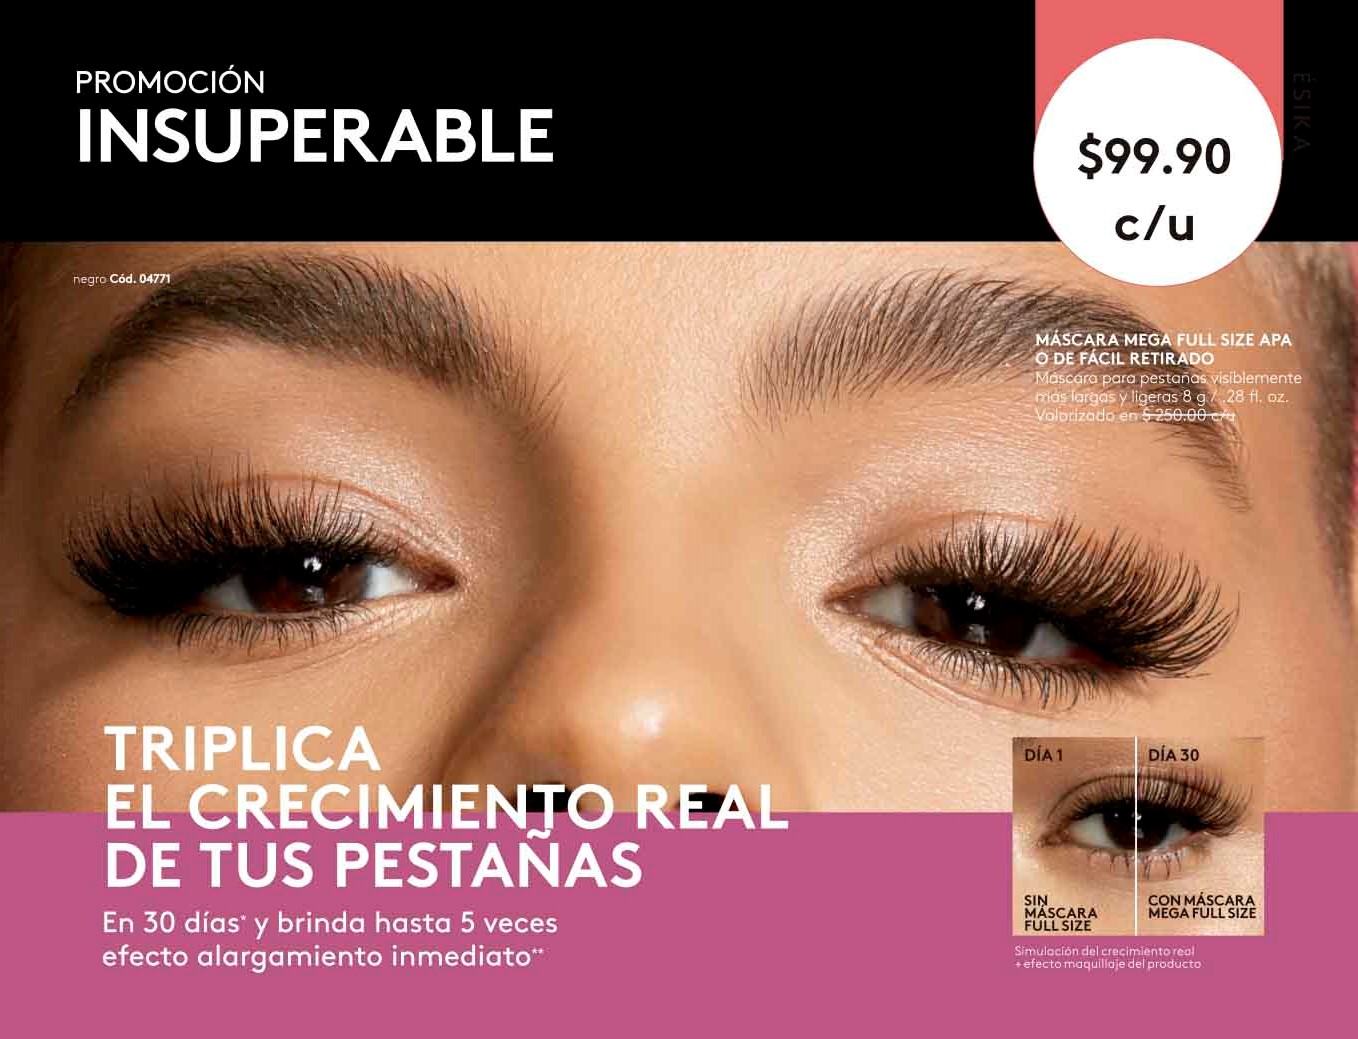 PROMOCIÓN
INSUPERABLE
$99.90
c/u
ÉSIKA
negro Cód. 04771
MÁSCARA MEGA FULL SIZE APA
O DE FÁCIL RETIRADO
Máscara para pestañas visiblemente
más largas y ligeras 8 g / .28 fl. oz.
Valorizado en $ 250.00 c/u
TRIPLICA
EL CRECIMIENTO REAL
DE TUS PESTAÑAS
En 30 días* y brinda hasta 5 veces
efecto alargamiento inmediato**
DÍA 1
DÍA 30
SIN
MÁSCARA
FULL SIZE
CON MÁSCARA
MEGA FULL SIZE
Simulación del crecimiento real
+ efecto maquillaje del producto